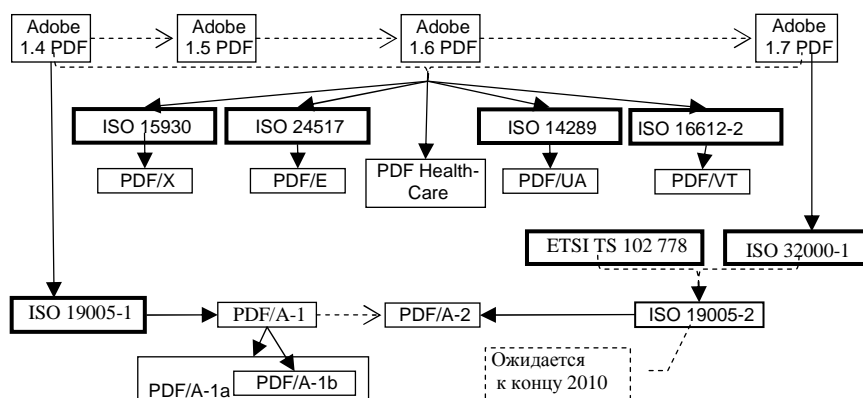 Adobe
1.4 PDF
Adobe
1.5 PDF
Adobe
1.6 PDF
Adobe
1.7 PDF
ISO 15930
ISO 24517
ISO 14289
ISO 16612-2
PDF/X
PDF/E
PDF Health-
Care
PDF/UA
PDF/VT
ETSI TS 102 778
ISO 32000-1
ISO 19005-1
PDF/A-1
PDF/A-2
ISO 19005-2
PDF/A-1a
PDF/A-1b
Ожидается
к концу 2010